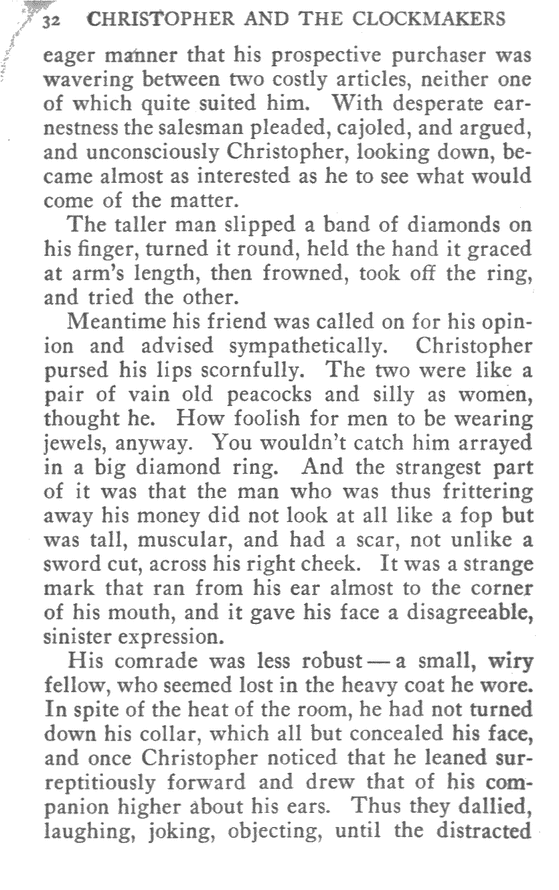 32 CHRISTOPHER AND THE CLOCKMAKERS
eager manner that his prospective purchaser was
wavering between two costly articles, neither one
of which quite suited him. With desperate ear-
nestness the salesman pleaded, cajoled, and argued,
and unconsciously Christopher, looking down, be-
came almost as interested as he to see what would
come of the matter.
The taller man slipped a band of diamonds on
his finger, turned it round, held the hand it graced
at arm's length, then frowned, took off the ring,
and tried the other.
Meantime his friend was called on for his opin-
ion and advised sympathetically. Christopher
pursed his lips scornfully. The two were like a
pair of vain old peacocks and silly as women,
thought he. How foolish for men to be wearing
jewels, anyway. You wouldn't catch him arrayed
in a big diamond ring. And the strangest part
of it was that the man who was thus frittering
away his money did not look at all like a fop but
was tall, muscular, and had a scar, not unlike a
sword cut, across his right cheek. It was a strange
mark that ran from his ear almost to the corner
of his mouth, and it gave his face a disagreeable,
sinister expression.
His comrade was less robust — a small, wiry
fellow, who seemed lost in the heavy coat he wore.
In spite of the heat of the room, he had not turned
down his collar, which all but concealed his face,
and once Christopher noticed that he leaned sur-
reptitiously forward and drew that of his com-
panion higher about his ears. Thus they dallied,
laughing, joking, objecting, until the distracted